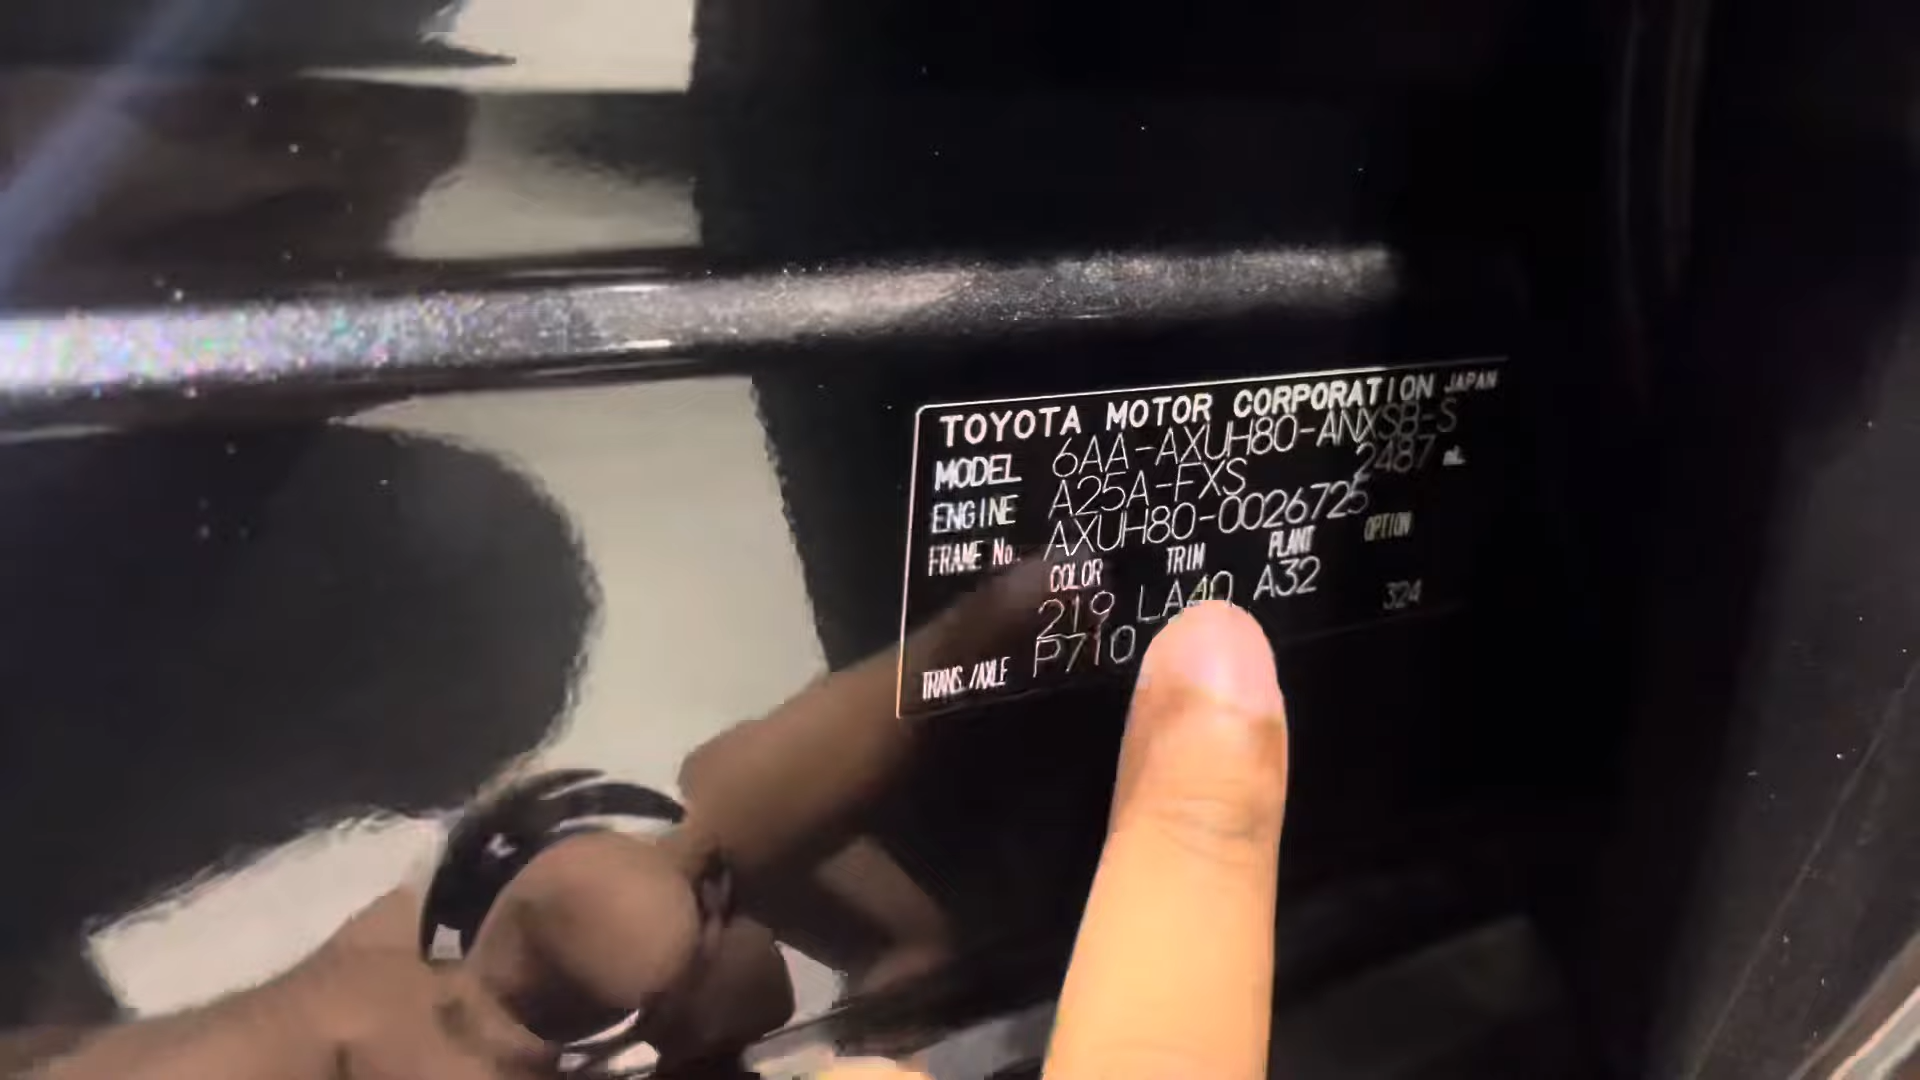 TOYOTA MOTOR CORPORATION JAPAN
MODEL 6AA-AXUH80-ANXSB-S
ENGINE A25A-FXS 2487 mL
FRAME No. AXUH80-0026725
COLOR TRIM PLANT OPTION
219 LA40 A32 324
TRANS./AXLE P710